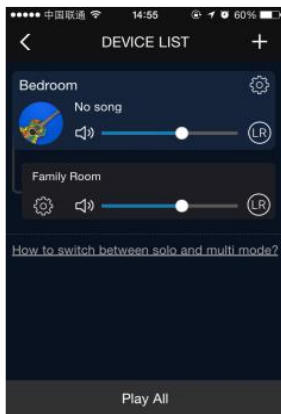 中国联通 14:55 60%
DEVICE LIST
Bedroom
No song
LR
Family Room
LR
How to switch between solo and multi mode?
Play All